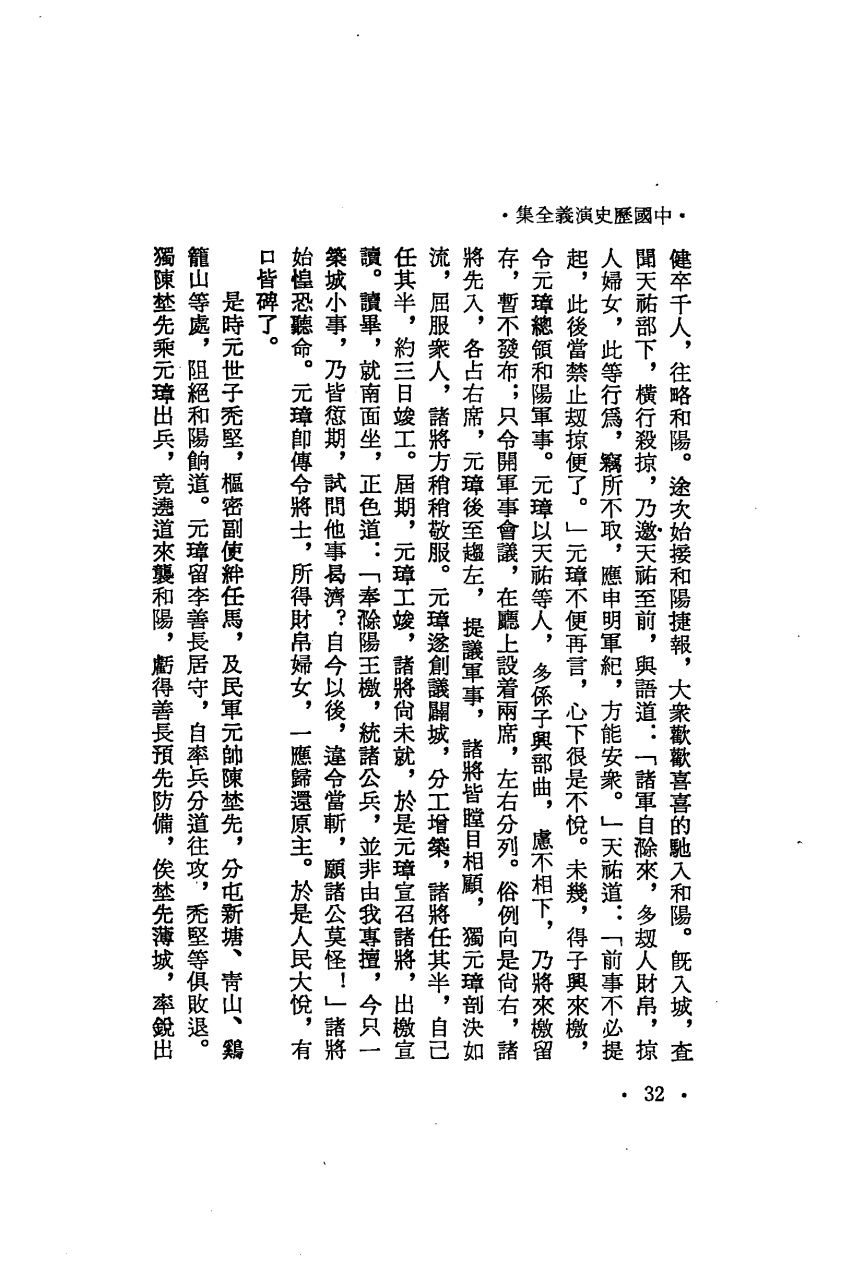 ·中國歷史演義全集·
健卒千人，往略和陽。途次始接和陽捷報，大衆歡歡喜喜的馳入和陽。旣入城，查
聞天祐部下，橫行殺掠，乃邀天祐至前，與語道：「諸軍自滁來，多刼人財帛，掠
人婦女，此等行爲，竊所不取，應申明軍紀，方能安衆。」天祐道：「前事不必提
起，此後當禁止刼掠便了。」元璋不便再言，心下很是不悅。未幾，得子興來檄，
令元璋總領和陽軍事。元璋以天祐等人，多係子興部曲，慮不相下，乃將來檄留
存，暫不發布；只令開軍事會議，在廳上設着兩席，左右分列。俗例向是尙右，諸
將先入，各占右席，元璋後至趨左，提議軍事，諸將皆瞠目相顧，獨元璋剖決如
流，屈服衆人，諸將方稍稍敬服。元璋遂創議闢城，分工增築，諸將任其半，自己
任其半，約三日竣工。屆期，元璋工竣，諸將尙未就，於是元璋宣召諸將，出檄宣
讀。讀畢，就南面坐，正色道：「奉滁陽王檄，統諸公兵，並非由我專擅，今只一
築城小事，乃皆愆期，試問他事曷濟？自今以後，違令當斬，願諸公莫怪！」諸將
始惶恐聽命。元璋卽傳令將士，所得財帛婦女，一應歸還原主。於是人民大悅，有
口皆碑了。
是時元世子禿堅，樞密副使絆任馬，及民軍元帥陳埜先，分屯新塘、靑山、鷄
籠山等處，阻絕和陽餉道。元璋留李善長居守，自率兵分道往攻，禿堅等俱敗退。
獨陳埜先乘元璋出兵，竟遶道來襲和陽，虧得善長預先防備，俟埜先薄城，率銳出
·32·